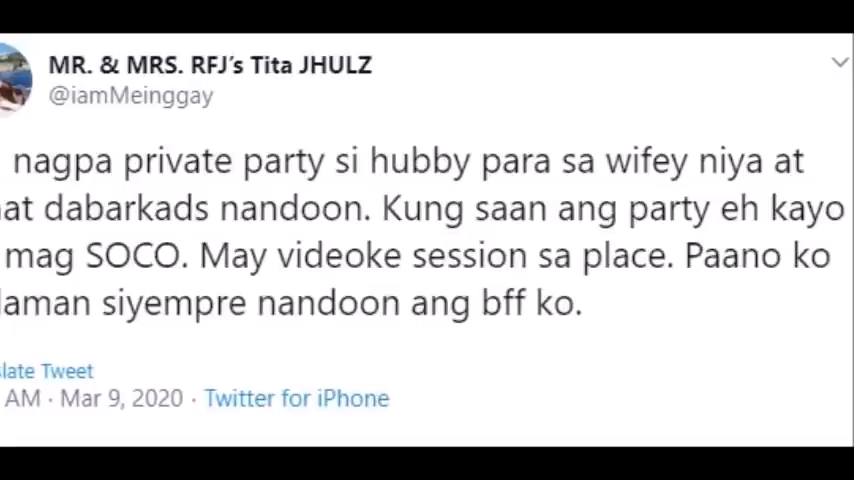 MR. & MRS. RFJ's Tita JHULZ
@iamMeinggay
nagpa private party si hubby para sa wifey niya at
dabarkads nandoon. Kung saan ang party eh kayo
mag SOCO. May videoke session sa place. Paano ko
siyempre nandoon ang bff ko.
Tweet
AM · Mar 9, 2020 · Twitter for iPhone